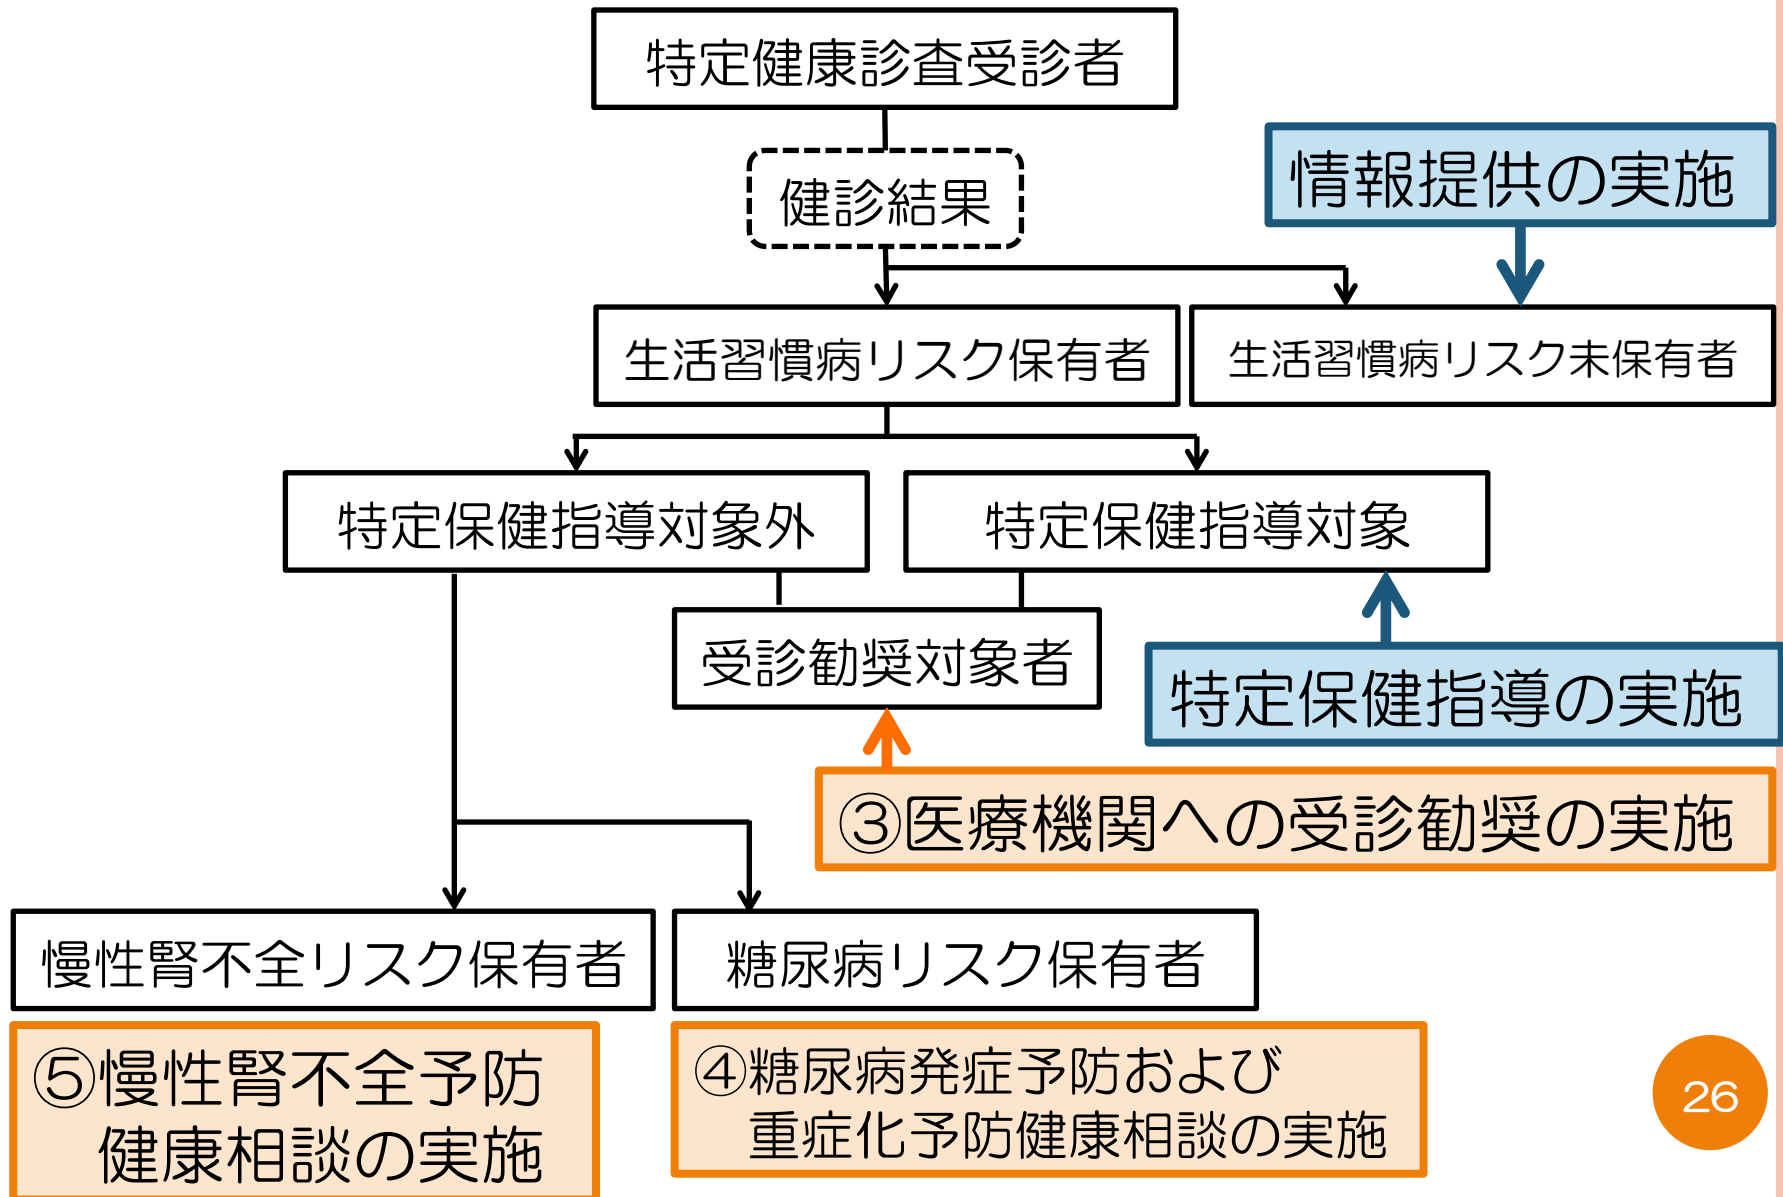 特定健康診査受診者
健診結果
情報提供の実施
生活習慣病リスク保有者
生活習慣病リスク未保有者
特定保健指導対象外
特定保健指導対象
受診勧奨対象者
特定保健指導の実施
③医療機関への受診勧奨の実施
慢性腎不全リスク保有者
糖尿病リスク保有者
⑤慢性腎不全予防
健康相談の実施
④糖尿病発症予防および
重症化予防健康相談の実施
26